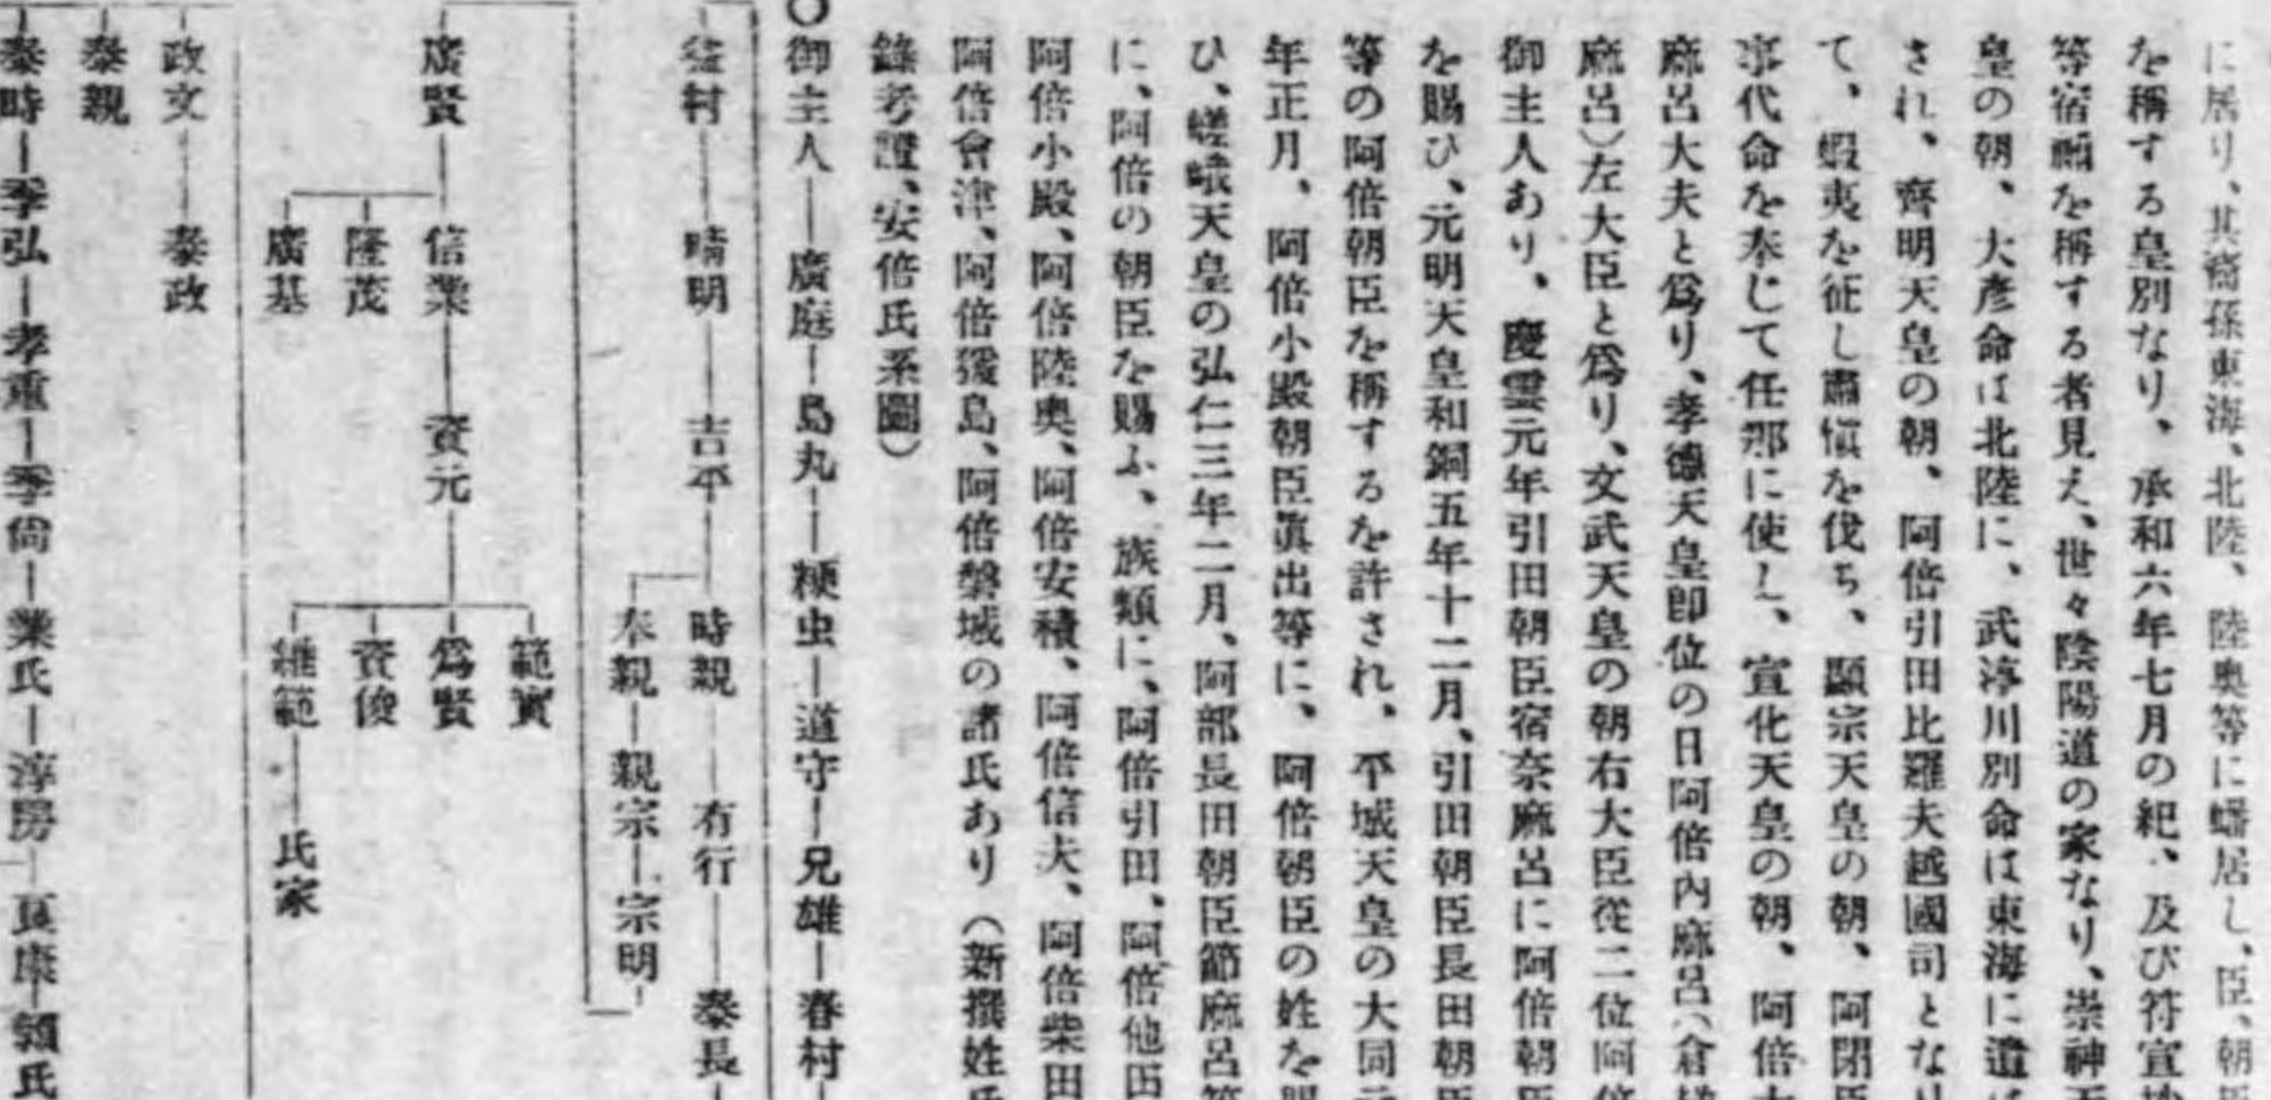 に居り、其裔孫東海、北陸、陸奥等に蟠居し、臣、朝臣
を稱する皇別なり、承和六年七月の紀、及び符宣抄
等宿禰を稱する者見え、世々陰陽道の家なり、崇神天
皇の朝、大彦命は北陸に、武渟川別命は東海に遣は
され、齊明天皇の朝、阿倍引田比羅夫越國司となり
て、蝦夷を征し肅愼を伐ち、顯宗天皇の朝、阿閉臣
事代命を奉じて任那に使し、宣化天皇の朝、阿倍大
麻呂大夫と爲り、孝德天皇卽位の日阿倍内麻呂(倉梯
麻呂)左大臣と爲り、文武天皇の朝右大臣從二位阿倍
御主人あり、慶雲元年引田朝臣宿奈麻呂に阿倍朝臣
を賜ひ、元明天皇和銅五年十二月、引田朝臣長田朝臣
等の阿倍朝臣を稱するを許され、平城天皇の大同元
年正月、阿倍小殿朝臣眞出等に、阿倍朝臣の姓を賜
ひ、嵯峨天皇の弘仁三年二月、阿部長田朝臣節麻呂等
に、阿倍の朝臣を賜ふ、族類に、阿倍引田、阿倍他田
阿倍小殿、阿倍陸奥、阿倍安積、阿倍信夫、阿倍柴田
阿倍會津、阿倍猨島、阿倍磐城の諸氏あり(新撰姓氏
錄考證、安倍氏系圖)
○御主人―廣庭―島丸―粳虫―道守―兄雄―春村―
益村―晴明―吉平―時親―有行―泰長―
奉親―親宗―宗明
範實
廣賢―信業―資元―爲賢
隆茂 資俊
廣基 維範―氏家
政文―泰政
泰親
泰時―季弘―孝重―季尙―業氏―淳房―良康―頟氏